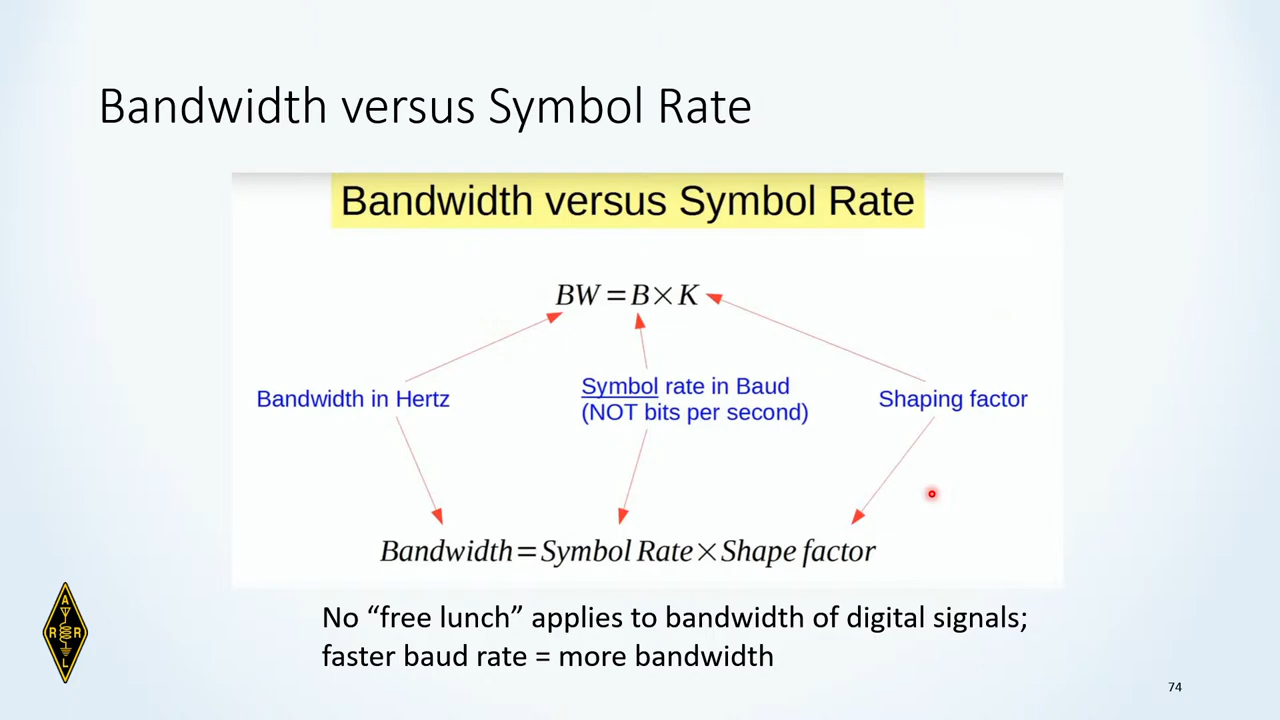 Bandwidth versus Symbol Rate
Bandwidth versus Symbol Rate
BW = B × K
Bandwidth in Hertz
Symbol rate in Baud
(NOT bits per second)
Shaping factor
Bandwidth = Symbol Rate × Shape factor
No “free lunch” applies to bandwidth of digital signals;
faster baud rate = more bandwidth
A
R R
L
74